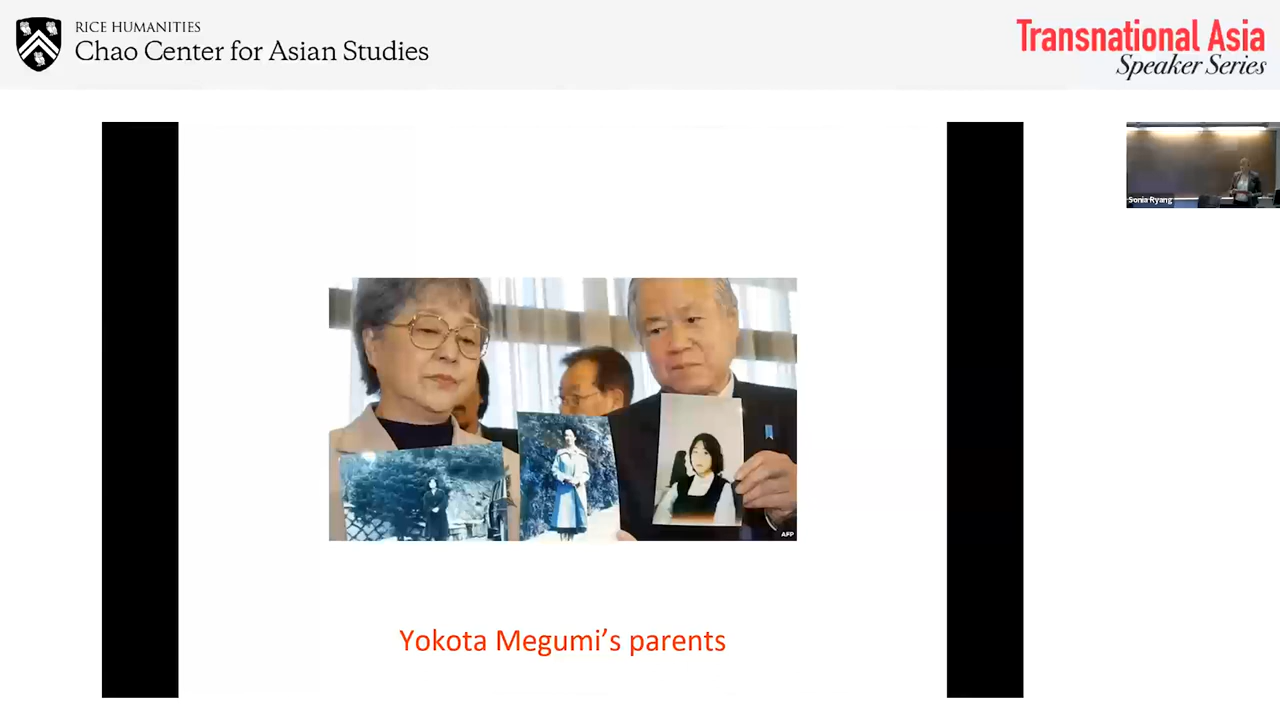 RICE HUMANITIES
Chao Center for Asian Studies
Transnational Asia
Speaker Series
Sonia Ryang
AFP
Yokota Megumi’s parents